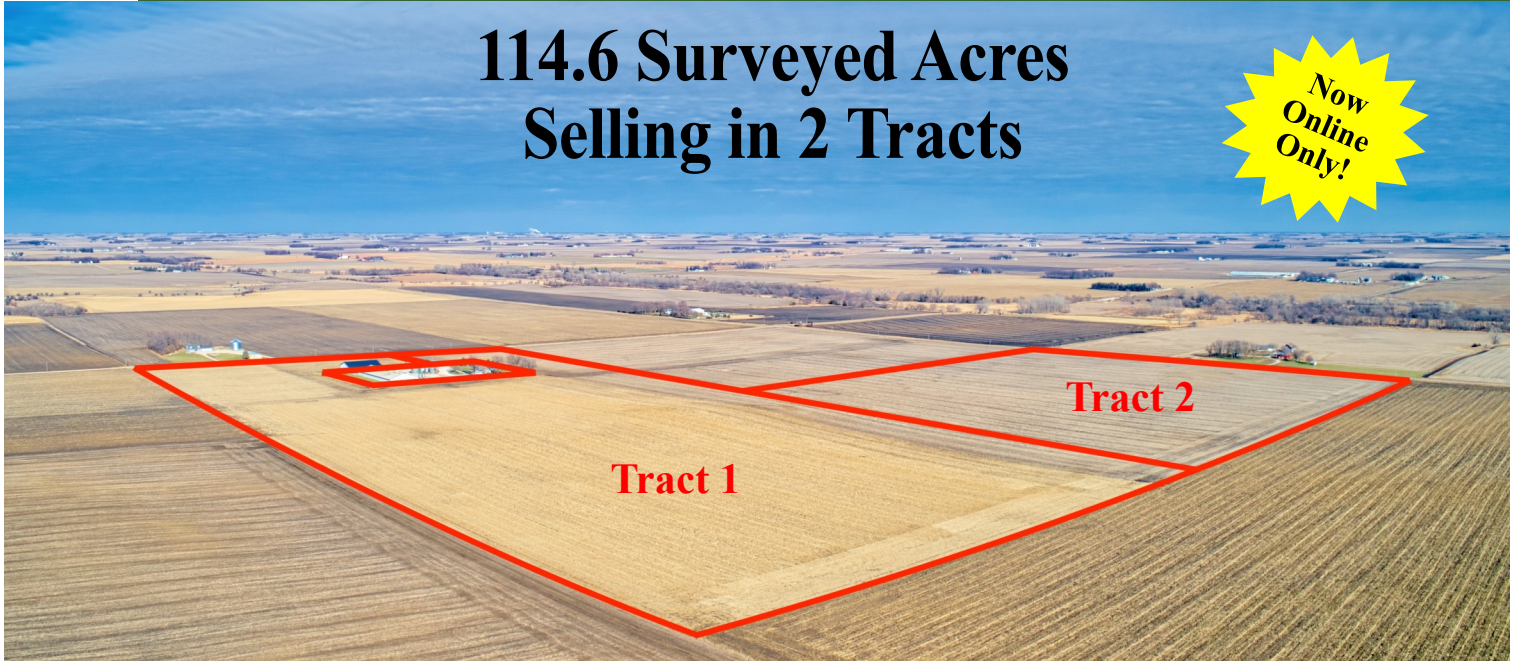 114.6 Surveyed Acres
Selling in 2 Tracts
Now
Online
Only!
Tract 2
Tract 1